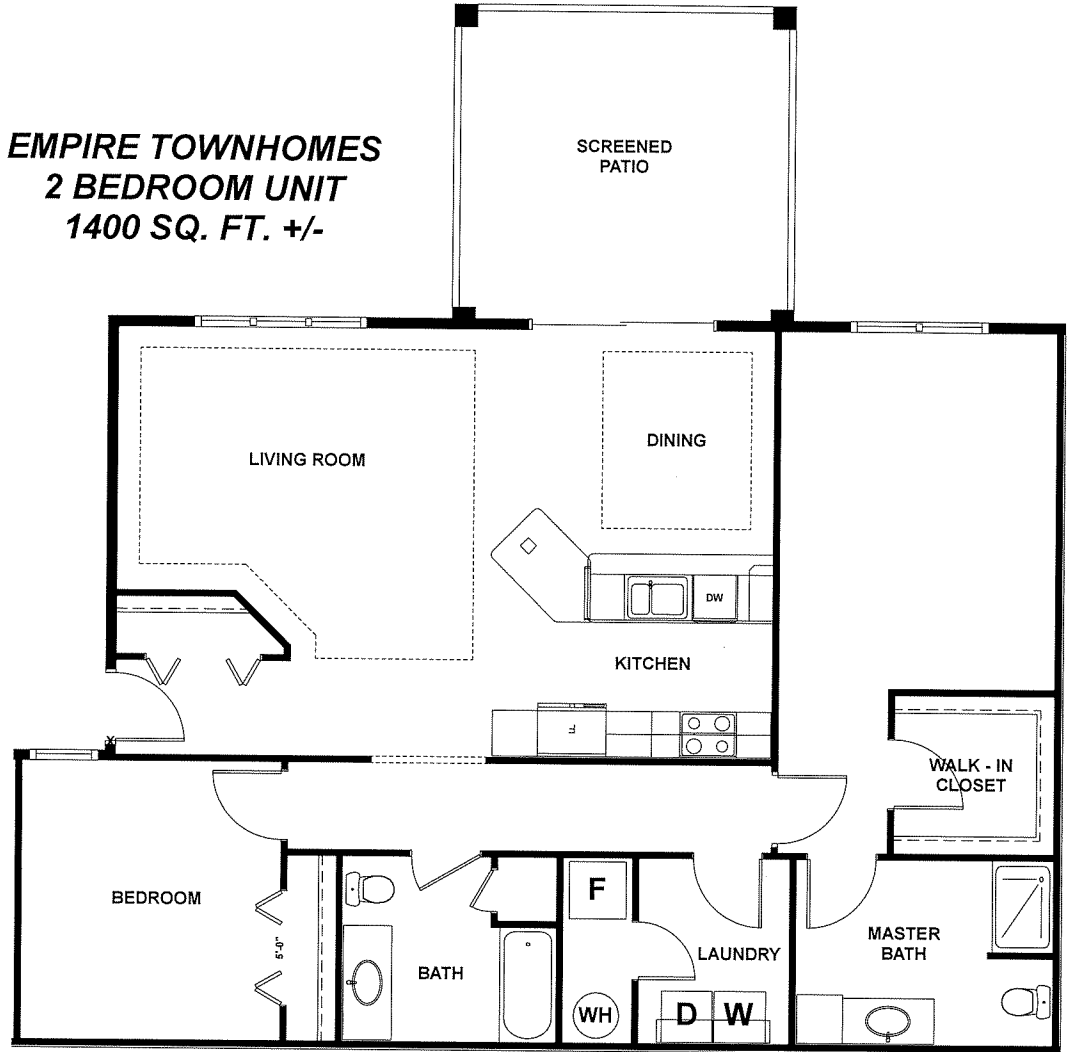 EMPIRE TOWNHOMES
2 BEDROOM UNIT
1400 SQ. FT. +/-
SCREENED
PATIO
LIVING ROOM
DINING
DW
KITCHEN
WALK - IN
CLOSET
BEDROOM
5'-0"
BATH
F
WH
LAUNDRY
D W
MASTER
BATH